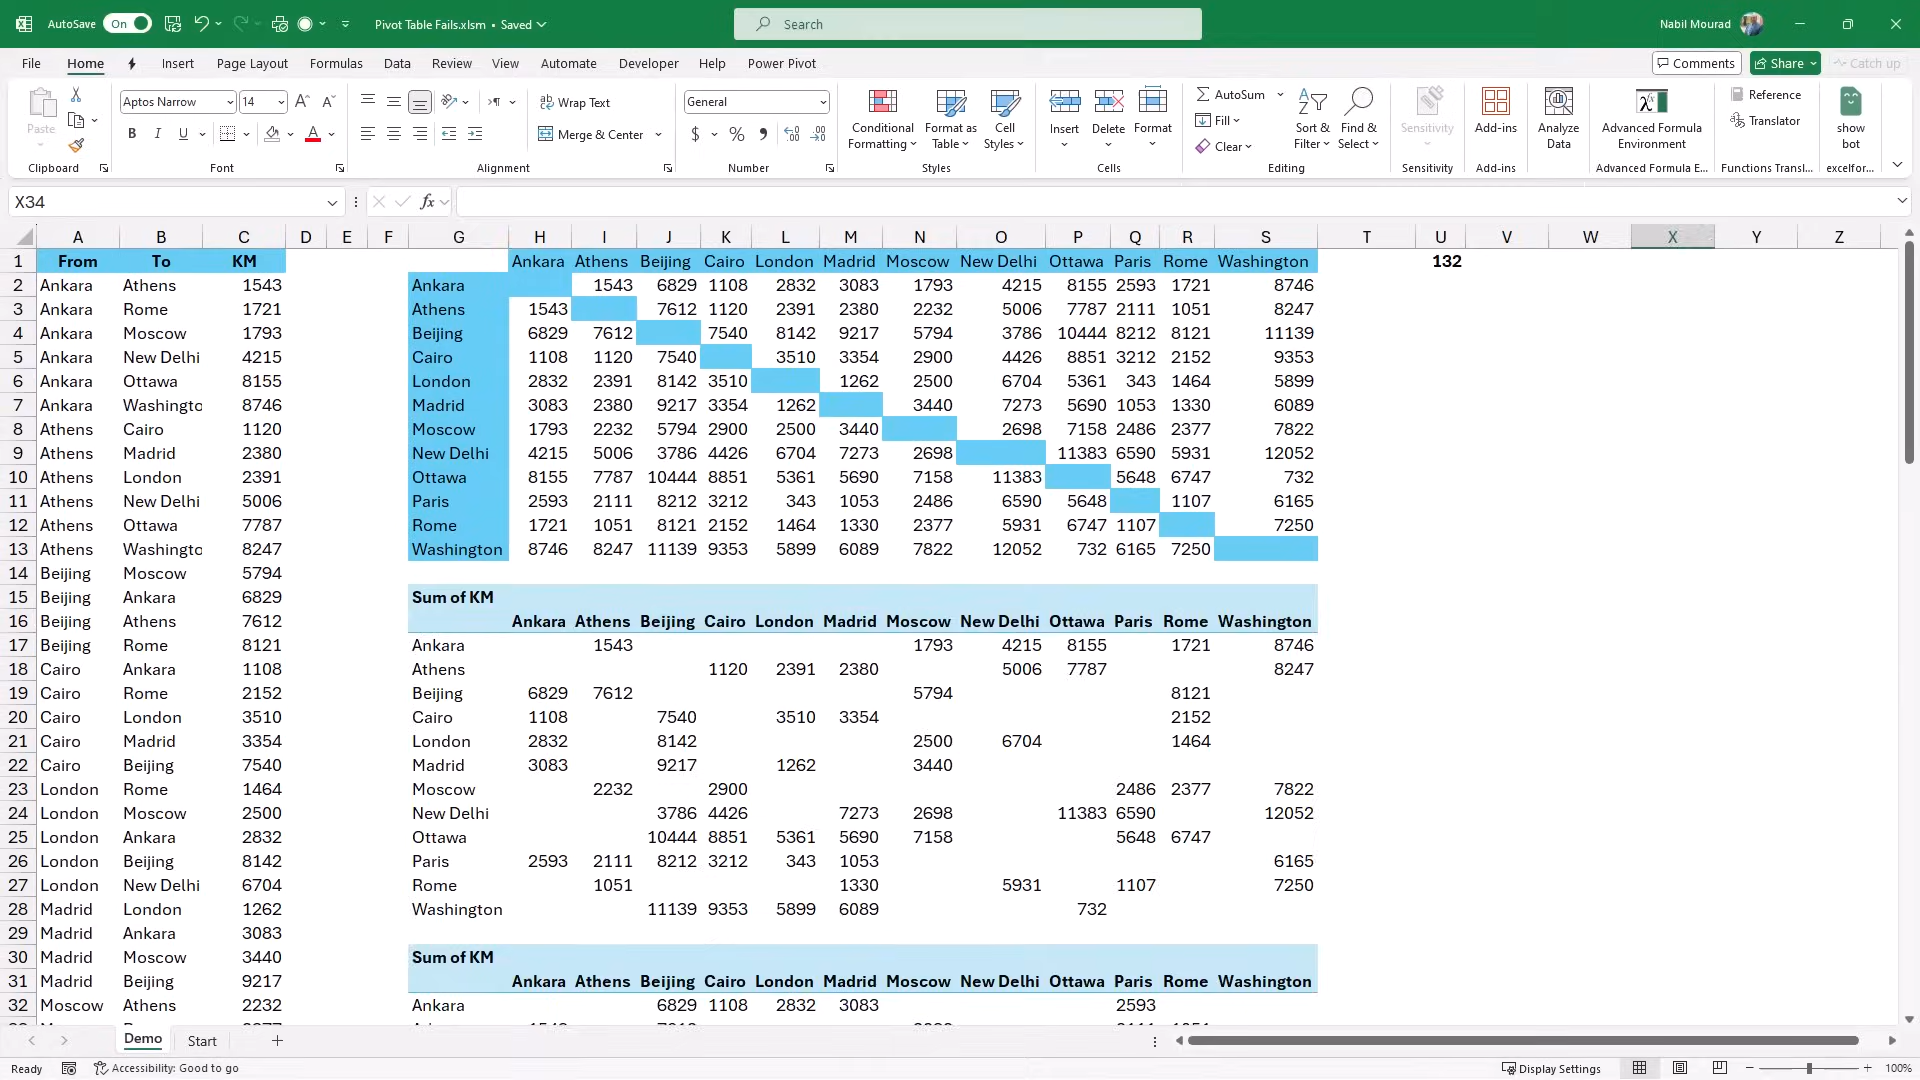 AutoSave On Pivot Table Fails.xlsm • Saved Search Nabil Mourad
File Home Insert Page Layout Formulas Data Review View Automate Developer Help Power Pivot Comments Share Catch up
Paste Aptos Narrow 14 Wrap Text General Conditional Formatting Format as Table Cell Styles Insert Delete Format AutoSum Sort & Filter Find & Select Sensitivity Add-ins Analyze Data Advanced Formula Environment Reference show bot
B I U Merge & Center $ % Fill Translator
Clear
Clipboard Font Alignment Number Styles Cells Editing Sensitivity Add-ins Advanced Formula E... Functions Transl... excelfor...
X34 fx
A B C D E F G H I J K L M N O P Q R S T U V W X Y Z
1 From To KM Ankara Athens Beijing Cairo London Madrid Moscow New Delhi Ottawa Paris Rome Washington 132
2 Ankara Athens 1543 Ankara 1543 6829 1108 2832 3083 1793 4215 8155 2593 1721 8746
3 Ankara Rome 1721 Athens 1543 7612 1120 2391 2380 2232 5006 7787 2111 1051 8247
4 Ankara Moscow 1793 Beijing 6829 7612 7540 8142 9217 5794 3786 10444 8212 8121 11139
5 Ankara New Delhi 4215 Cairo 1108 1120 7540 3510 3354 2900 4426 8851 3212 2152 9353
6 Ankara Ottawa 8155 London 2832 2391 8142 3510 1262 2500 6704 5361 343 1464 5899
7 Ankara Washingto 8746 Madrid 3083 2380 9217 3354 1262 3440 7273 5690 1053 1330 6089
8 Athens Cairo 1120 Moscow 1793 2232 5794 2900 2500 3440 2698 7158 2486 2377 7822
9 Athens Madrid 2380 New Delhi 4215 5006 3786 4426 6704 7273 2698 11383 6590 5931 12052
10 Athens London 2391 Ottawa 8155 7787 10444 8851 5361 5690 7158 11383 5648 6747 732
11 Athens New Delhi 5006 Paris 2593 2111 8212 3212 343 1053 2486 6590 5648 1107 6165
12 Athens Ottawa 7787 Rome 1721 1051 8121 2152 1464 1330 2377 5931 6747 1107 7250
13 Athens Washingto 8247 Washington 8746 8247 11139 9353 5899 6089 7822 12052 732 6165 7250
14 Beijing Moscow 5794
15 Beijing Ankara 6829 Sum of KM
16 Beijing Athens 7612 Ankara Athens Beijing Cairo London Madrid Moscow New Delhi Ottawa Paris Rome Washington
17 Beijing Rome 8121 Ankara 1543 1793 4215 8155 1721 8746
18 Cairo Ankara 1108 Athens 1120 2391 2380 5006 7787 8247
19 Cairo Rome 2152 Beijing 6829 7612 5794 8121
20 Cairo London 3510 Cairo 1108 7540 3510 3354 2152
21 Cairo Madrid 3354 London 2832 8142 2500 6704 1464
22 Cairo Beijing 7540 Madrid 3083 9217 1262 3440
23 London Rome 1464 Moscow 2232 2900 2486 2377 7822
24 London Moscow 2500 New Delhi 3786 4426 7273 2698 11383 6590 12052
25 London Ankara 2832 Ottawa 10444 8851 5361 5690 7158 5648 6747
26 London Beijing 8142 Paris 2593 2111 8212 3212 343 1053 6165
27 London New Delhi 6704 Rome 1051 1330 5931 1107 7250
28 Madrid London 1262 Washington 11139 9353 5899 6089 732
29 Madrid Ankara 3083
30 Madrid Moscow 3440 Sum of KM
31 Madrid Beijing 9217 Ankara Athens Beijing Cairo London Madrid Moscow New Delhi Ottawa Paris Rome Washington
32 Moscow Athens 2232 Ankara 6829 1108 2832 3083 2593
Demo Start
Ready Accessibility: Good to go Display Settings 100%